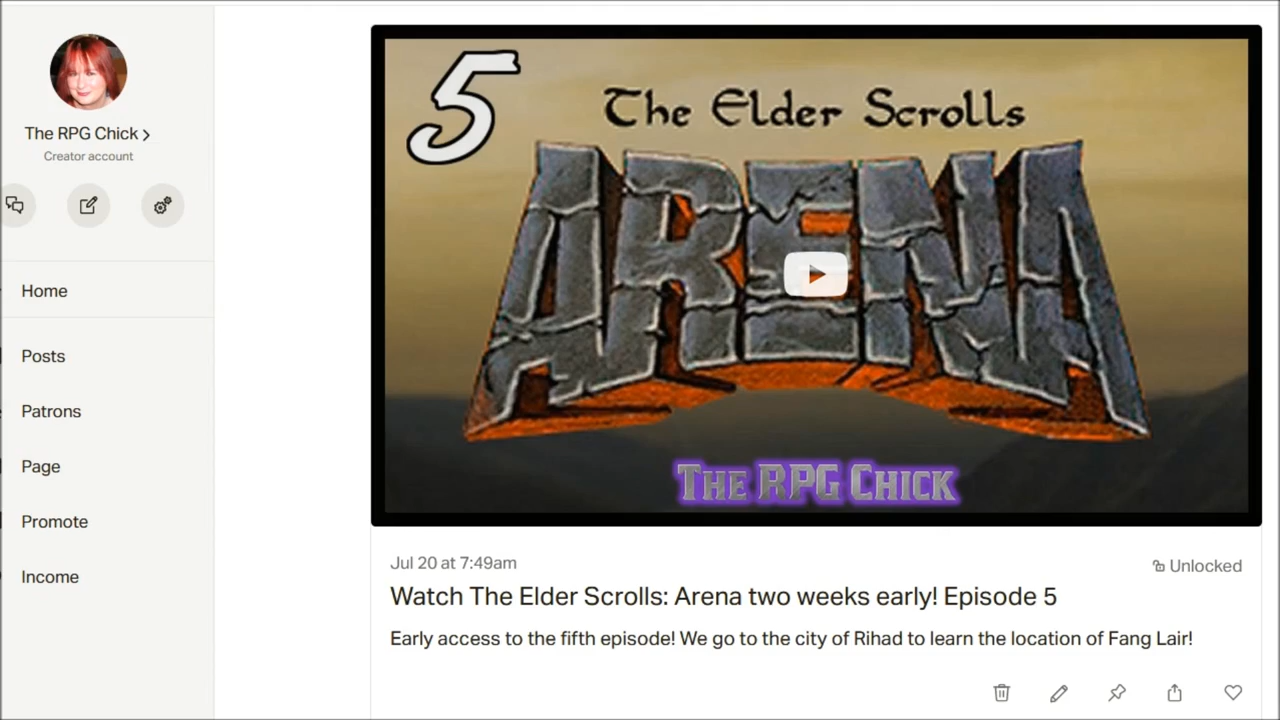 The RPG Chick
Creator account
Home
Posts
Patrons
Page
Promote
Income
5
The Elder Scrolls
ARENA
THE RPG CHICK
Jul 20 at 7:49am
Unlocked
Watch The Elder Scrolls: Arena two weeks early! Episode 5
Early access to the fifth episode! We go to the city of Rihad to learn the location of Fang Lair!